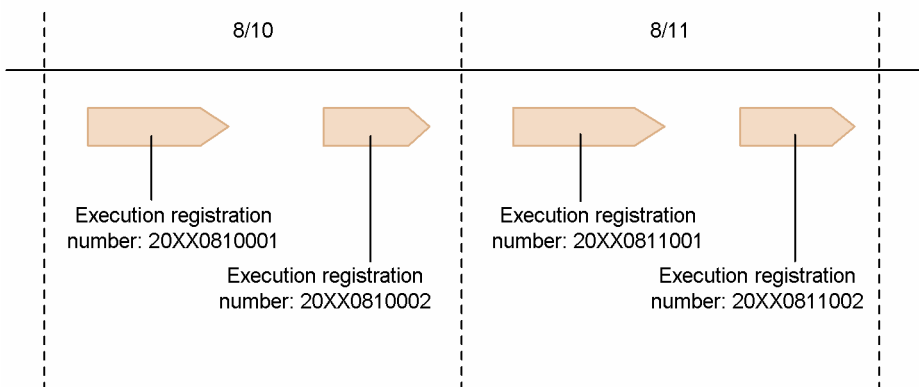 8/10
8/11
Execution registration
number: 20XX0810001
Execution registration
number: 20XX0810002
Execution registration
number: 20XX0811001
Execution registration
number: 20XX0811002